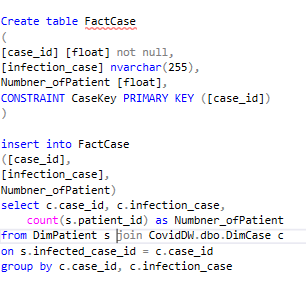 Create table FactCase
(
[case_id] [float] not null,
[infection_case] nvarchar(255),
Numbner_ofPatient [float],
CONSTRAINT CaseKey PRIMARY KEY ([case_id])
)
insert into FactCase
([case_id],
[infection_case],
Numbner_ofPatient)
select c.case_id, c.infection_case,
count(s.patient_id) as Numbner_ofPatient
from DimPatient s join CovidDW.dbo.DimCase c
on s.infected_case_id = c.case_id
group by c.case_id, c.infection_case